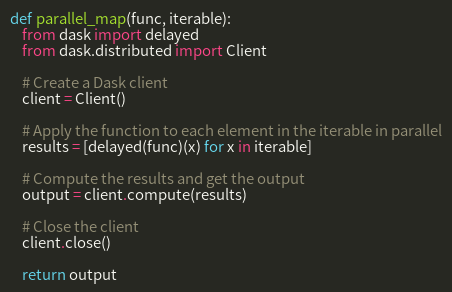 def parallel_map(func, iterable):
    from dask import delayed
    from dask.distributed import Client

    # Create a Dask client
    client = Client()

    # Apply the function to each element in the iterable in parallel
    results = [delayed(func)(x) for x in iterable]

    # Compute the results and get the output
    output = client.compute(results)

    # Close the client
    client.close()

    return output